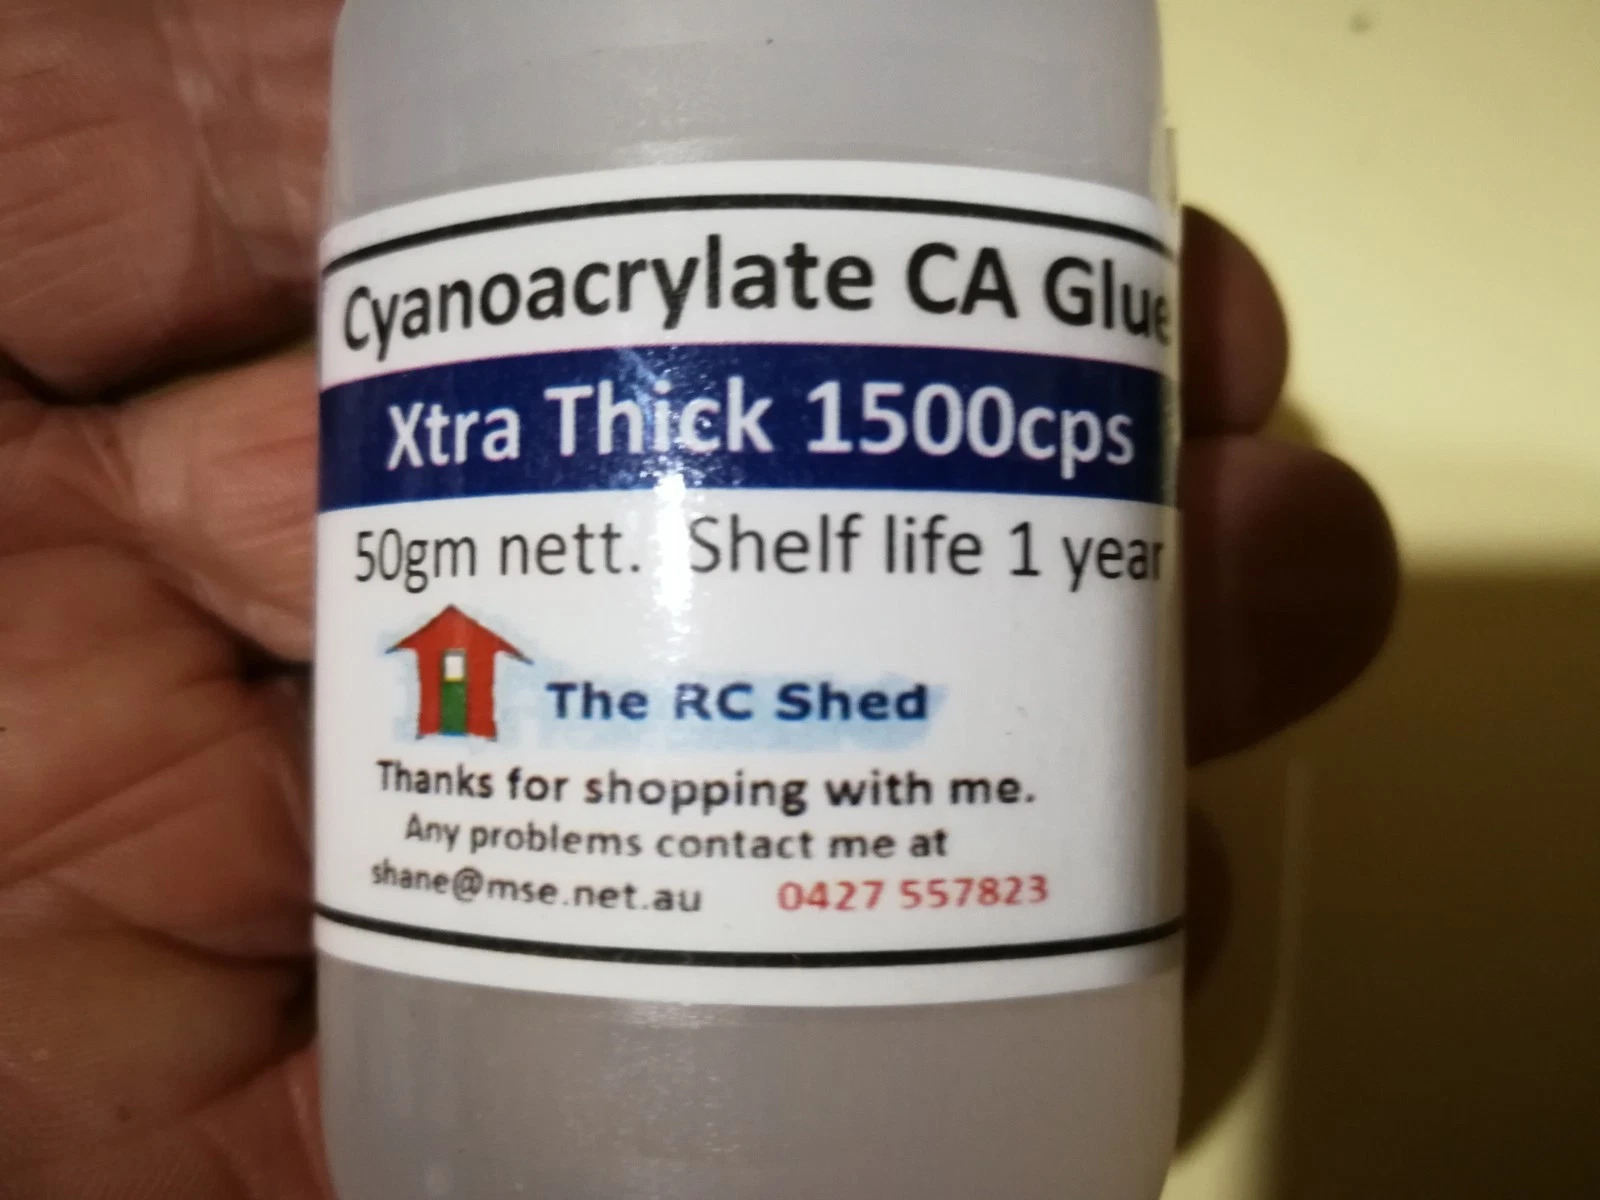 Cyanoacrylate CA Glue
Xtra Thick 1500cps
50gm nett. Shelf life 1 year
The RC Shed
Thanks for shopping with me.
Any problems contact me at
shane@mse.net.au 0427 557823